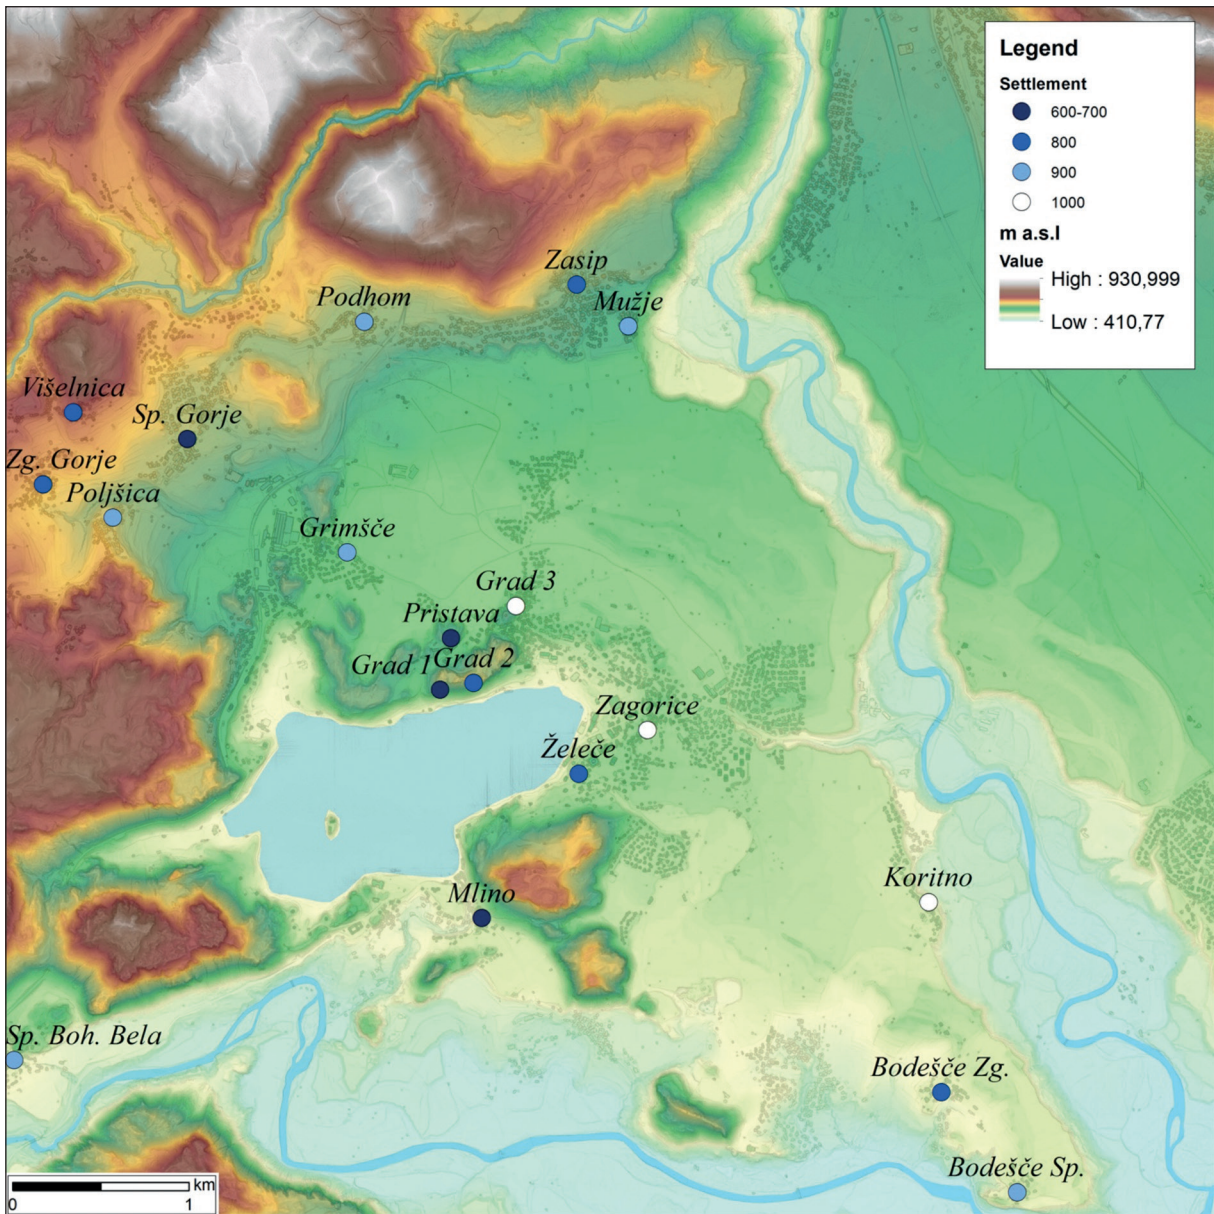 Legend
Settlement
600-700
800
900
1000
m a.s.l
Value
High : 930,999
Low : 410,77
Zasip
Podhom
Mužje
Višelnica
Sp. Gorje
Zg. Gorje
Poljšica
Grimšče
Grad 3
Pristava
Grad 1
Grad 2
Zagorice
Želeče
Koritno
Mlino
Sp. Boh. Bela
Bodešče Zg.
Bodešče Sp.
km
0 1